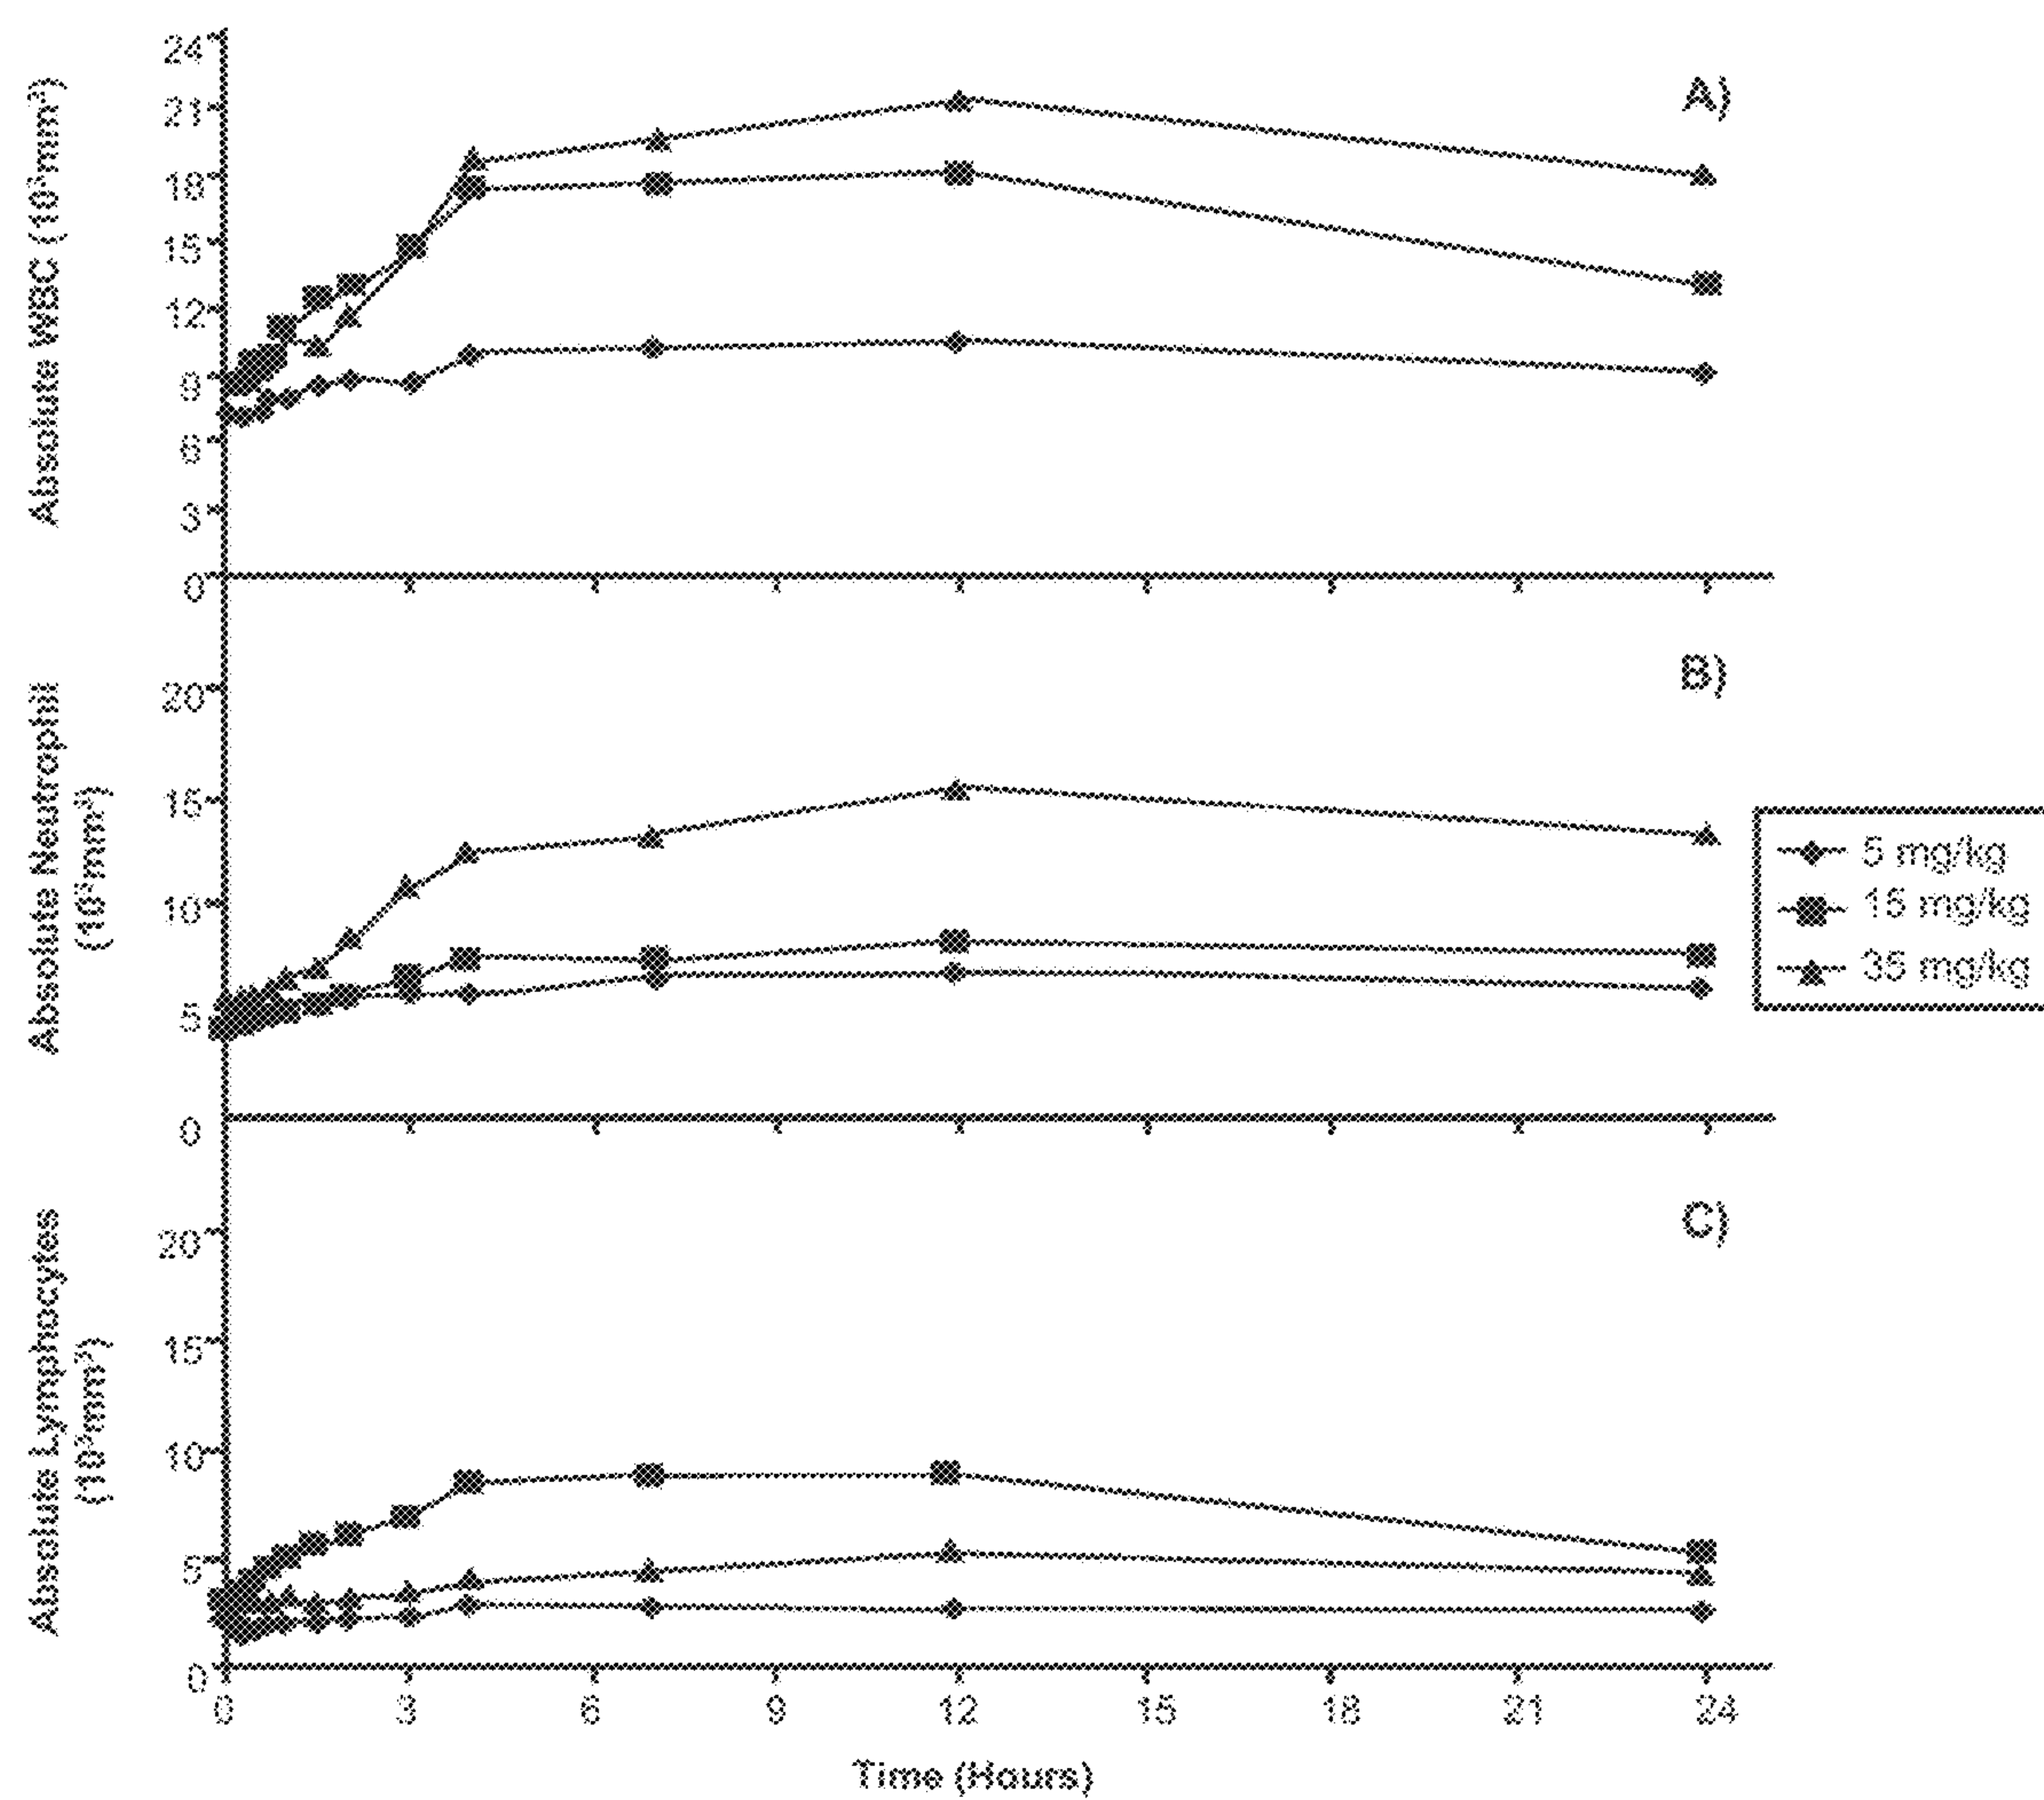 A)
Absolute WBC (10³mm³)
24
21
18
15
12
9
6
3
0
B)
Absolute Neutrophil
(10³mm³)
20
15
10
5
0
5 mg/kg
15 mg/kg
35 mg/kg
C)
Absolute Lymphocytes
(10³mm³)
20
15
10
5
0
0 3 6 9 12 15 18 21 24
Time (Hours)